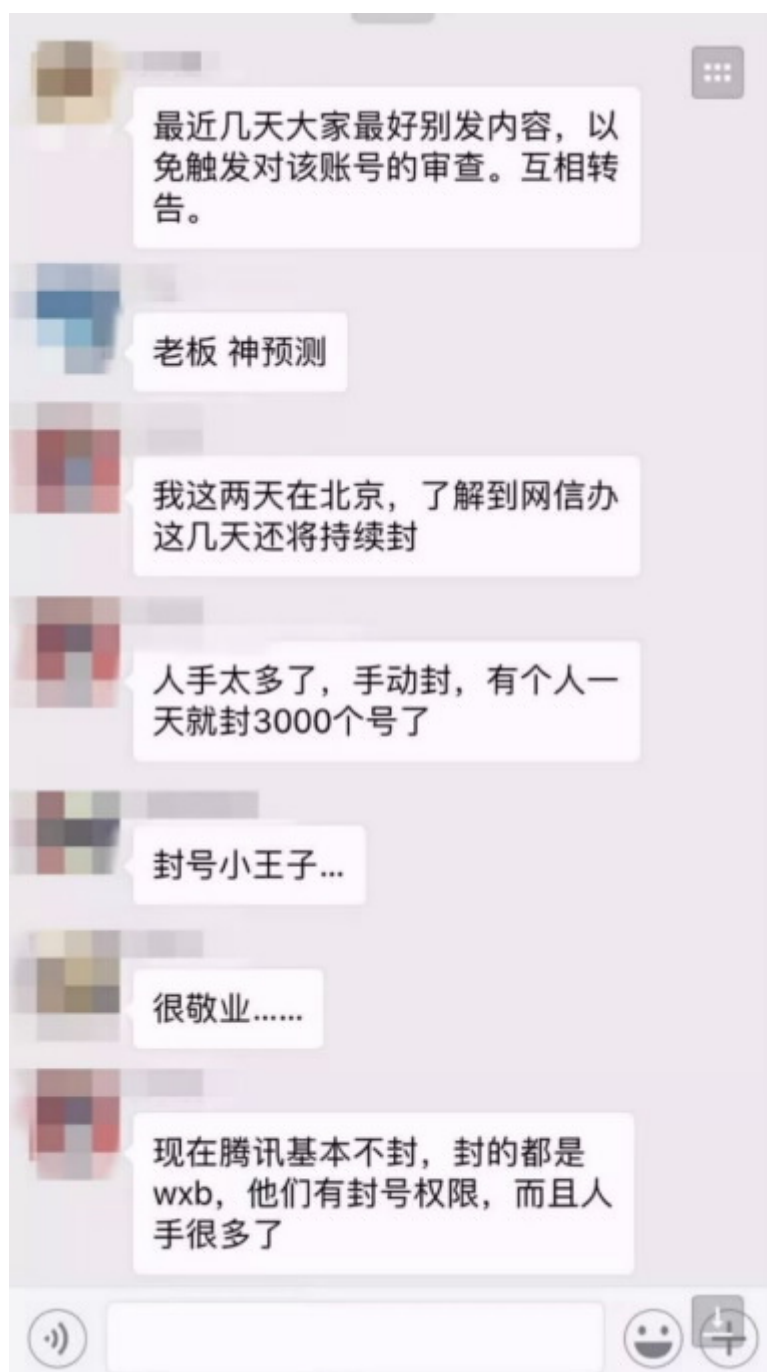 最近几天大家最好别发内容，以
免触发对该账号的审查。互相转
告。
老板 神预测
我这两天在北京，了解到网信办
这几天还将持续封
人手太多了，手动封，有个人一
天就封3000个号了
封号小王子...
很敬业......
现在腾讯基本不封，封的都是
wxb，他们有封号权限，而且人
手很多了